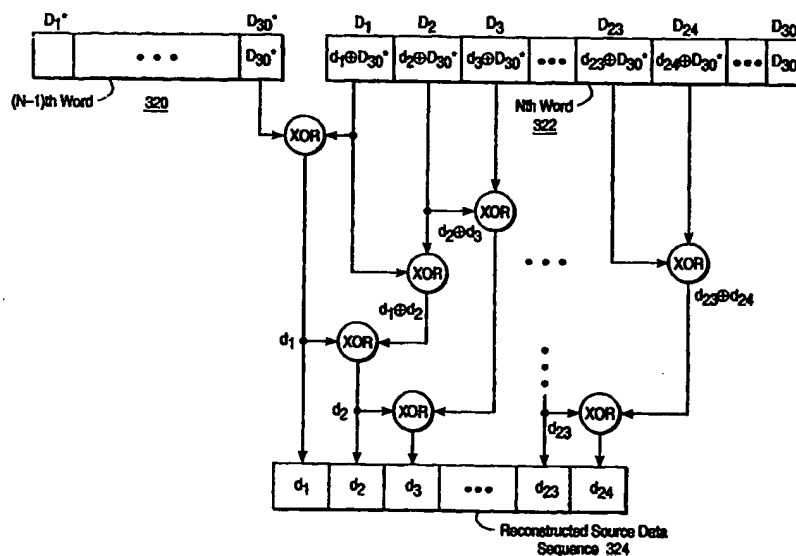 D1* D30* D1 D2 D3 D23 D24 D30
••• D30* d1⊕D30* d2⊕D30* d3⊕D30* ••• d23⊕D30* d24⊕D30* ••• D30
(N–1)th Word 320 Nth Word
322
XOR
XOR
d2⊕d3
XOR XOR
d1⊕d2 d23⊕d24
d1 XOR
d2 XOR d23 XOR
d1 d2 d3 ••• d23 d24
Reconstructed Source Data
Sequence 324